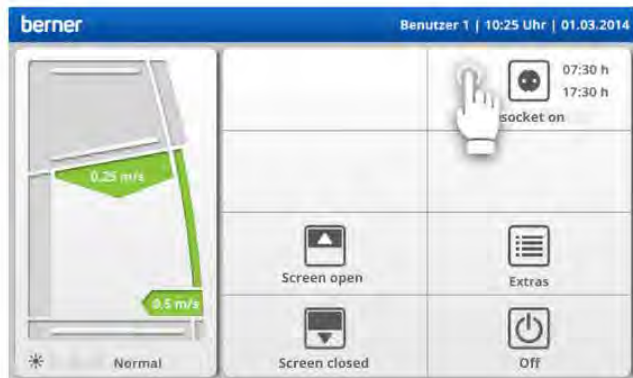 berner
Benutzer 1 | 10:25 Uhr | 01.03.2014
07:30 h
17:30 h
socket on
0.25 m/s
Screen open
Extras
0.5 m/s
Normal
Screen closed
Off